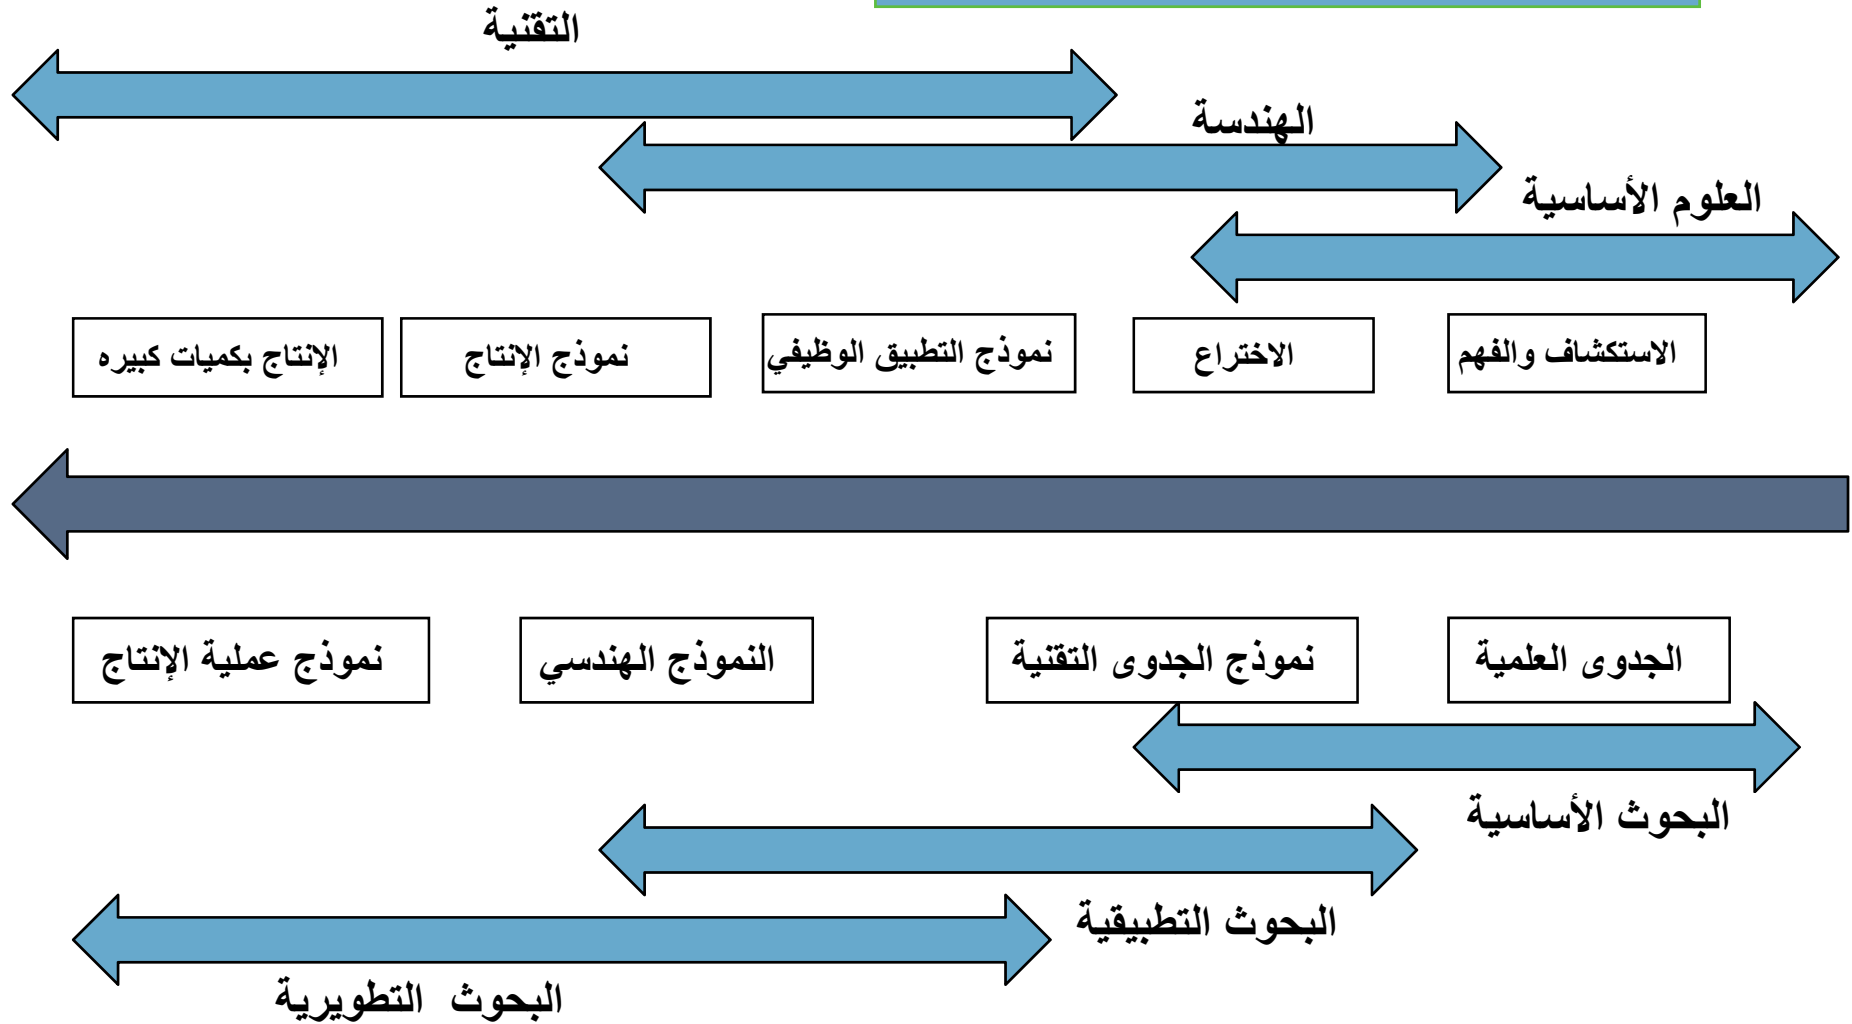 التقنية
الهندسة
العلوم الأساسية
الاستكشاف والفهم
الاختراع
نموذج التطبيق الوظيفي
نموذج الإنتاج
الإنتاج بكميات كبيره
الجدوى العلمية
نموذج الجدوى التقنية
النموذج الهندسي
نموذج عملية الإنتاج
البحوث الأساسية
البحوث التطبيقية
البحوث التطويرية